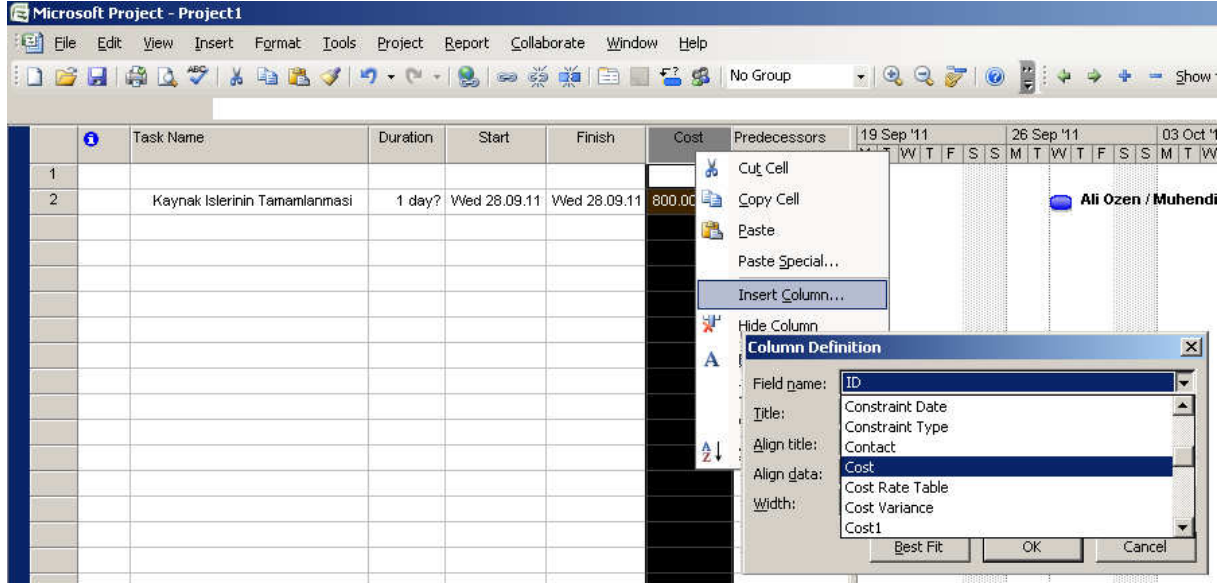 Microsoft Project - Project1
File Edit View Insert Format Tools Project Report Collaborate Window Help
ABC No Group Show
Task Name Duration Start Finish Cost Predecessors 19 Sep '11 26 Sep '11 03 Oct '1
T W T F S S M T W T F S S M T W
1
2 Kaynak Islerinin Tamamlanmasi 1 day? Wed 28.09.11 Wed 28.09.11 800.00 Ali Ozen / Muhendi
Cut Cell
Copy Cell
Paste
Paste Special...
Insert Column...
Hide Column
Column Definition
Field name: ID
Title:
Align title:
Align data:
Width:
Constraint Date
Constraint Type
Contact
Cost
Cost Rate Table
Cost Variance
Cost1
Best Fit OK Cancel